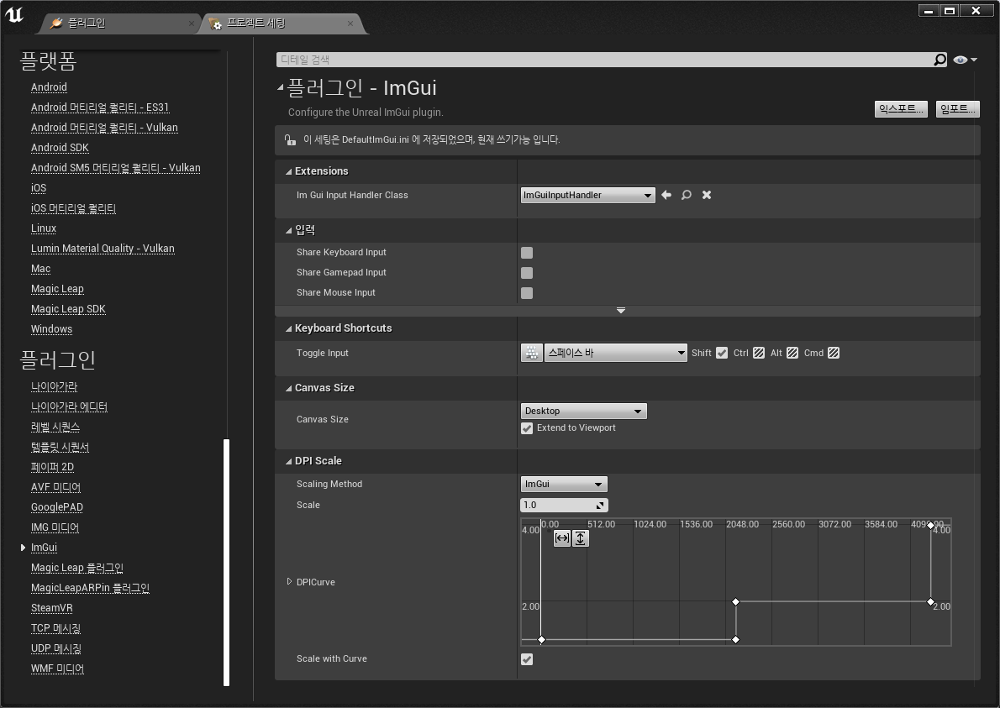 플러그인
프로젝트 세팅
플랫폼
Android
Android 머티리얼 퀄리티 - ES31
Android 머티리얼 퀄리티 - Vulkan
Android SDK
Android SM5 머티리얼 퀄리티 - Vulkan
iOS
iOS 머티리얼 퀄리티
Linux
Lumin Material Quality - Vulkan
Mac
Magic Leap
Magic Leap SDK
Windows
플러그인
나이아가라
나이아가라 에디터
레벨 시퀀스
템플릿 시퀀서
페이퍼 2D
AVF 미디어
GooglePAD
IMG 미디어
ImGui
Magic Leap 플러그인
MagicLeapARPin 플러그인
SteamVR
TCP 메시징
UDP 메시징
WMF 미디어
디테일 검색
플러그인 - ImGui
Configure the Unreal ImGui plugin.
익스포트... 임포트...
이 세팅은 DefaultImGui.ini 에 저장되었으며, 현재 쓰기가능 입니다.
Extensions
Im Gui Input Handler Class ImGuiInputHandler
입력
Share Keyboard Input
Share Gamepad Input
Share Mouse Input
Keyboard Shortcuts
Toggle Input 스페이스 바 Shift Ctrl Alt Cmd
Canvas Size
Canvas Size Desktop
Extend to Viewport
DPI Scale
Scaling Method ImGui
Scale 1.0
0.00 512.00 1024.00 1536.00 2048.00 2560.00 3072.00 3584.00 4096.00
4.00 4.00
DPICurve
2.00 2.00
Scale with Curve